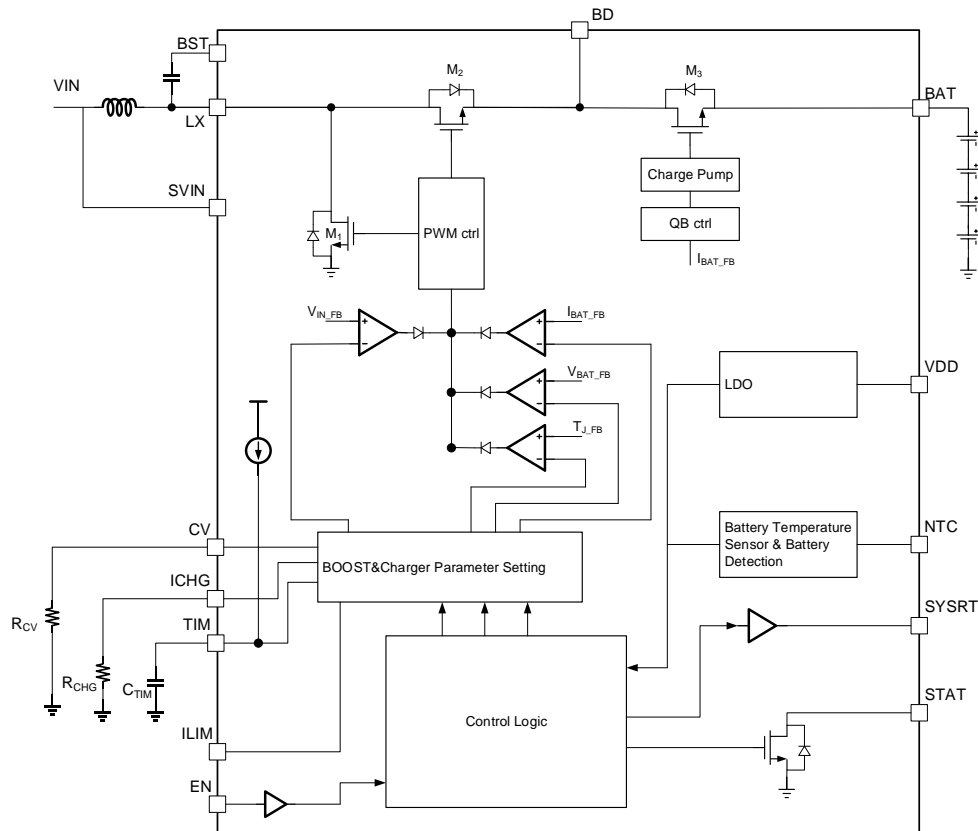 BD
BST
VIN
M2
M3
BAT
LX
Charge Pump
SVIN
QB ctrl
M1
PWM ctrl
IBAT_FB
VIN_FB
+
−
IBAT_FB
+
−
VBAT_FB
+
−
VDD
LDO
TJ_FB
+
−
CV
Battery Temperature
Sensor & Battery
Detection
NTC
BOOST&Charger Parameter Setting
ICHG
RCV
TIM
SYSRT
RCHG
CTIM
STAT
Control Logic
ILIM
EN